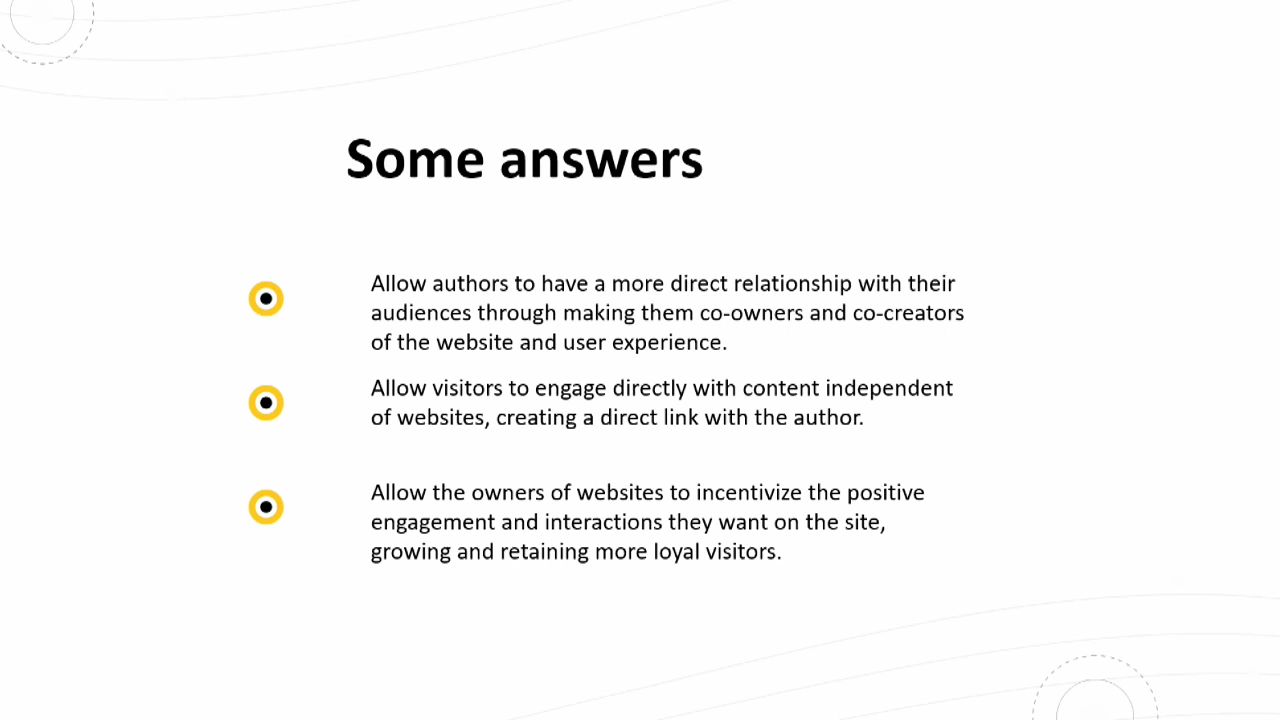 Some answers
Allow authors to have a more direct relationship with their
audiences through making them co-owners and co-creators
of the website and user experience.
Allow visitors to engage directly with content independent
of websites, creating a direct link with the author.
Allow the owners of websites to incentivize the positive
engagement and interactions they want on the site,
growing and retaining more loyal visitors.